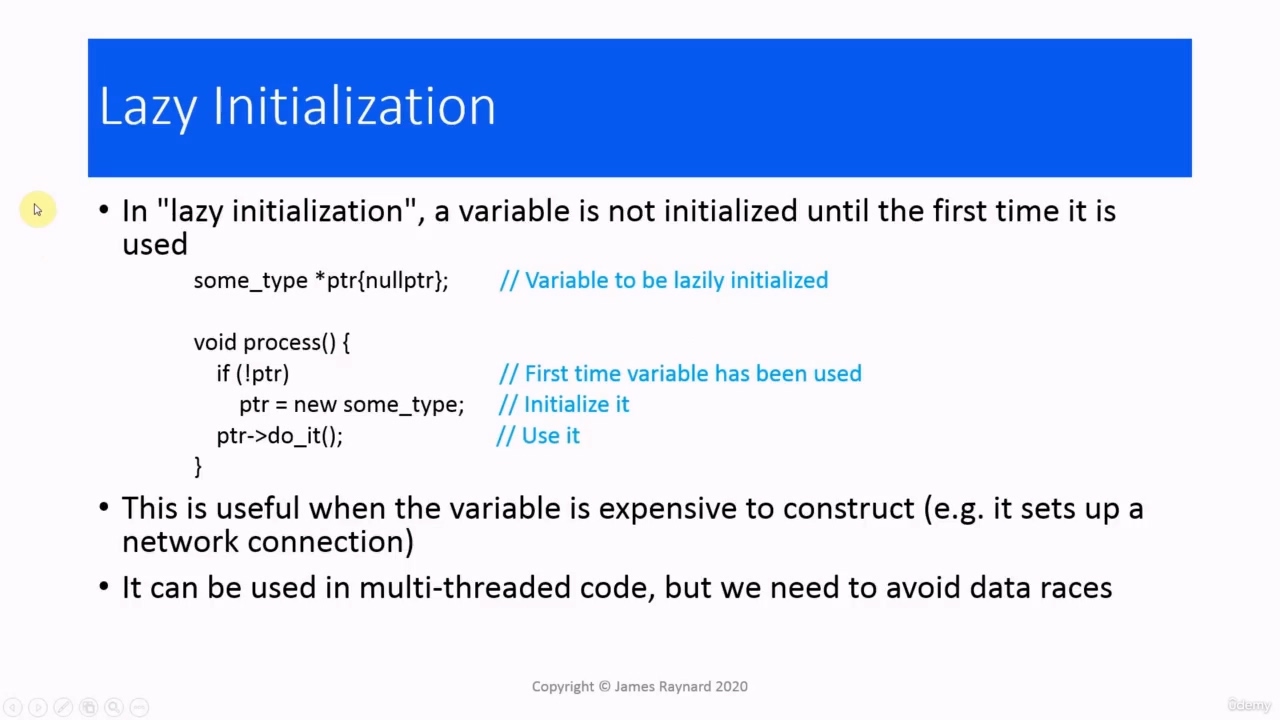 Lazy Initialization
• In "lazy initialization", a variable is not initialized until the first time it is
used
some_type *ptr{nullptr}; // Variable to be lazily initialized
void process() {
if (!ptr) // First time variable has been used
ptr = new some_type; // Initialize it
ptr->do_it(); // Use it
}
• This is useful when the variable is expensive to construct (e.g. it sets up a
network connection)
• It can be used in multi-threaded code, but we need to avoid data races
Copyright © James Raynard 2020
ûdemy